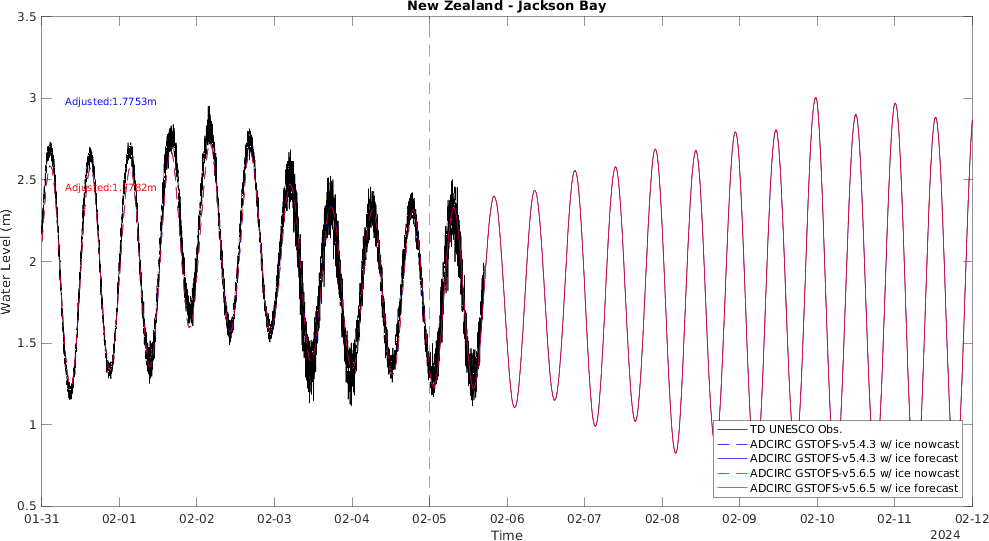 New Zealand - Jackson Bay
3.5
3
2.5
2
1.5
1
0.5
Water Level (m)
Adjusted:1.7753m
Adjusted:1.7782m
TD UNESCO Obs.
ADCIRC GSTOFS-v5.4.3 w/ ice nowcast
ADCIRC GSTOFS-v5.4.3 w/ ice forecast
ADCIRC GSTOFS-v5.6.5 w/ ice nowcast
ADCIRC GSTOFS-v5.6.5 w/ ice forecast
01-31 02-01 02-02 02-03 02-04 02-05 02-06 02-07 02-08 02-09 02-10 02-11 02-12
Time
2024